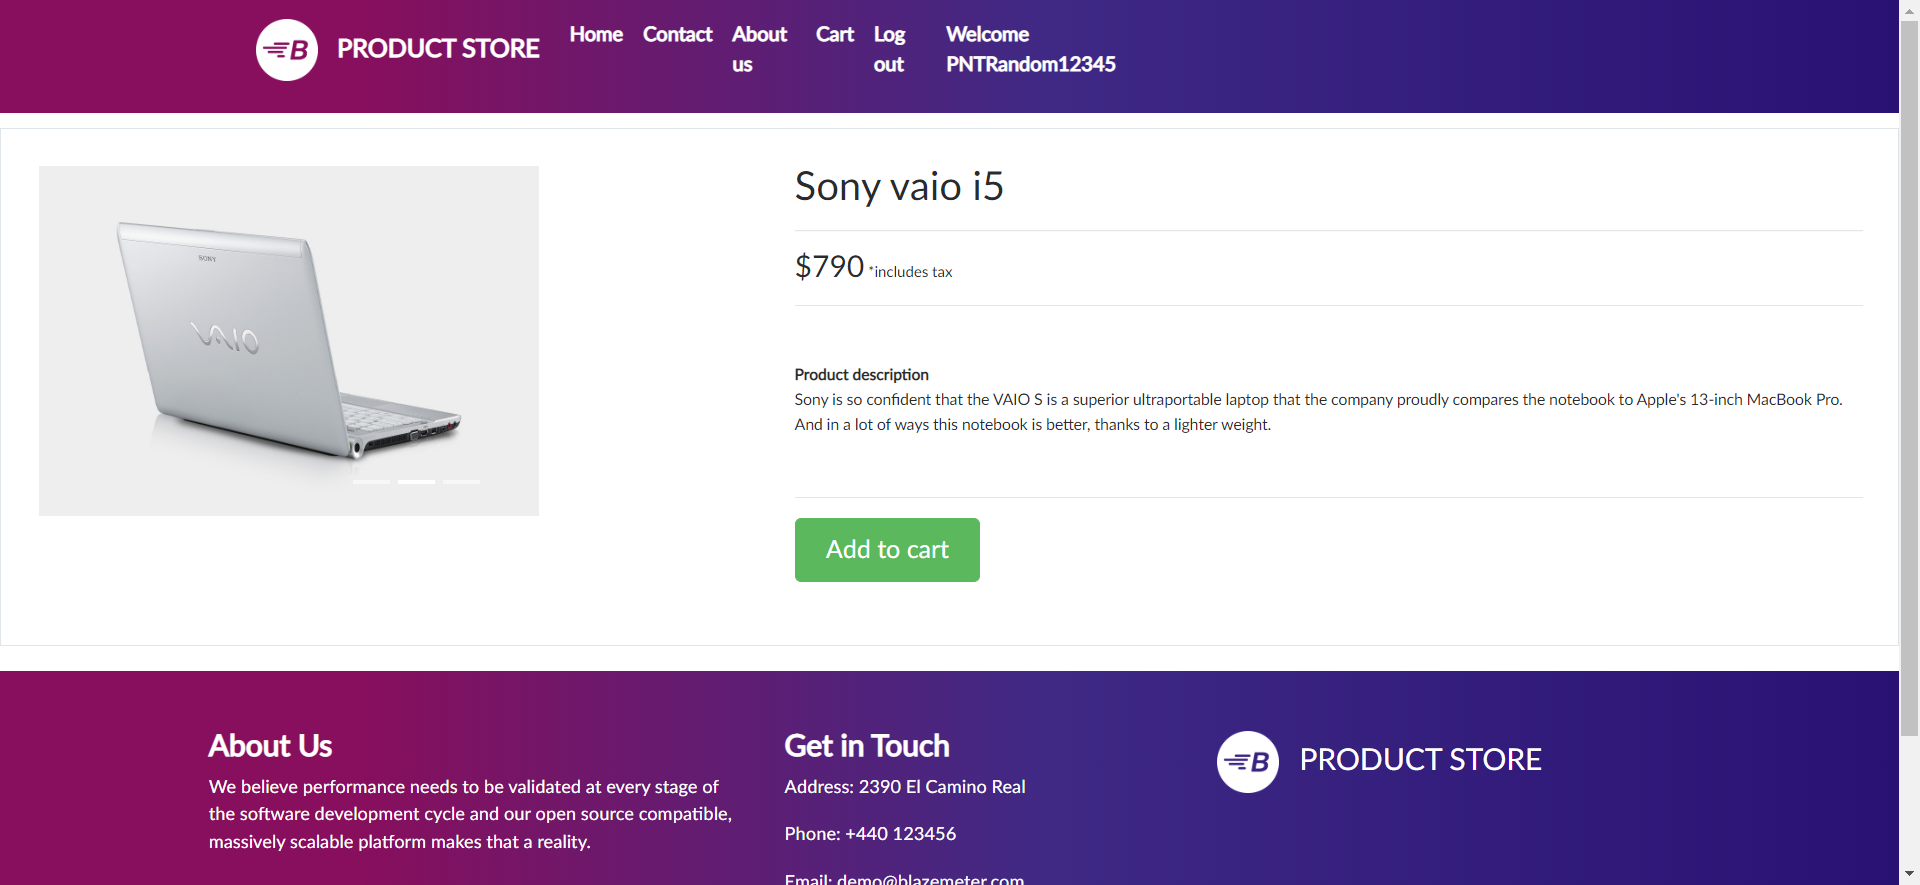 B PRODUCT STORE
Home
Contact
About
us
Cart
Log
out
Welcome
PNTRandom12345
SONY
VAIO
Sony vaio i5
$790 *includes tax
Product description
Sony is so confident that the VAIO S is a superior ultraportable laptop that the company proudly compares the notebook to Apple's 13-inch MacBook Pro.
And in a lot of ways this notebook is better, thanks to a lighter weight.
Add to cart
About Us
We believe performance needs to be validated at every stage of
the software development cycle and our open source compatible,
massively scalable platform makes that a reality.
Get in Touch
Address: 2390 El Camino Real
Phone: +440 123456
Email: demo@blazemeter.com
B PRODUCT STORE